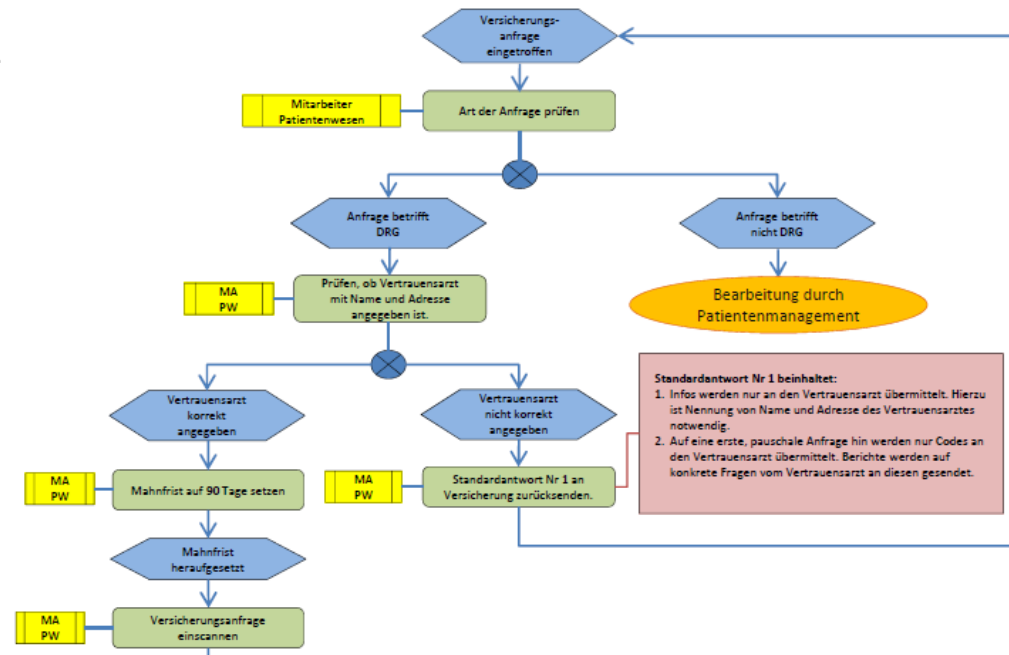 Versicherungs-
anfrage
eingetroffen
Mitarbeiter
Patientenwesen
Art der Anfrage prüfen
Anfrage betrifft
DRG
Anfrage betrifft
nicht DRG
MA
PW
Prüfen, ob Vertrauensarzt
mit Name und Adresse
angegeben ist.
Bearbeitung durch
Patientenmanagement
Vertrauensarzt
korrekt
angegeben
Vertrauensarzt
nicht korrekt
angegeben
Standardantwort Nr 1 beinhaltet:
1. Infos werden nur an den Vertrauensarzt übermittelt. Hierzu
ist Nennung von Name und Adresse des Vertrauensarztes
notwendig.
2. Auf eine erste, pauschale Anfrage hin werden nur Codes an
den Vertrauensarzt übermittelt. Berichte werden auf
konkrete Fragen vom Vertrauensarzt an diesen gesendet.
MA
PW
Mahnfrist auf 90 Tage setzen
MA
PW
Standardantwort Nr 1 an
Versicherung zurücksenden.
Mahnfrist
heraufgesetzt
MA
PW
Versicherungsanfrage
einscannen